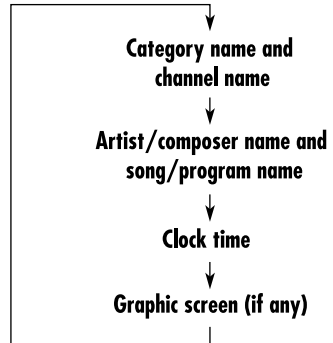 Category name and
channel name
Artist/composer name and
song/program name
Clock time
Graphic screen (if any)